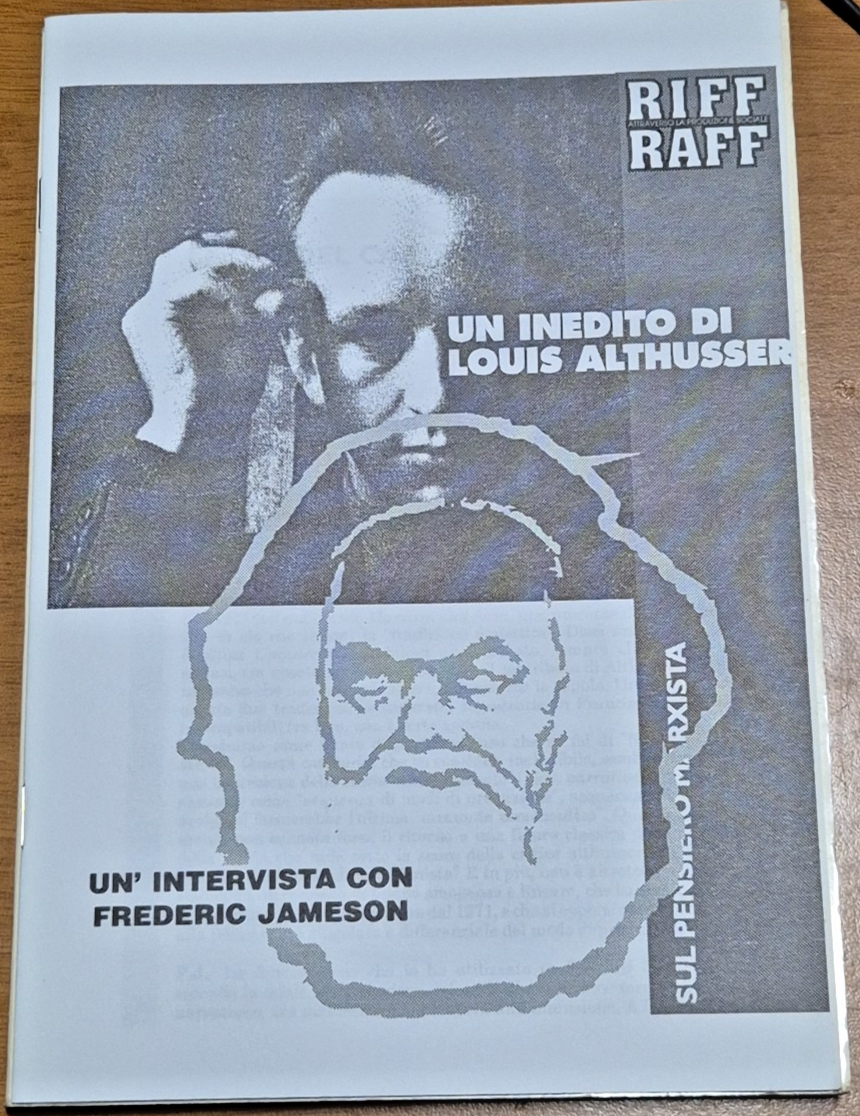 RIFF
ATTRAVERSO LA PRODUZIONE SOCIALE
RAFF
UN INEDITO DI
LOUIS ALTHUSSER
SUL PENSIERO MARXISTA
UN' INTERVISTA CON
FREDERIC JAMESON